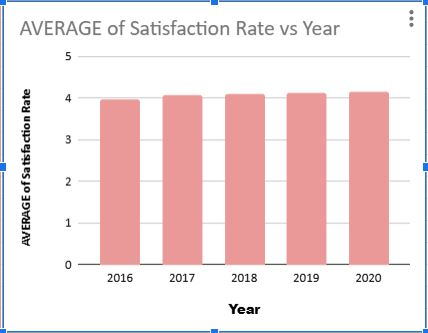 AVERAGE of Satisfaction Rate vs Year
AVERAGE of Satisfaction Rate
5
4
3
2
1
0
2016 2017 2018 2019 2020
Year